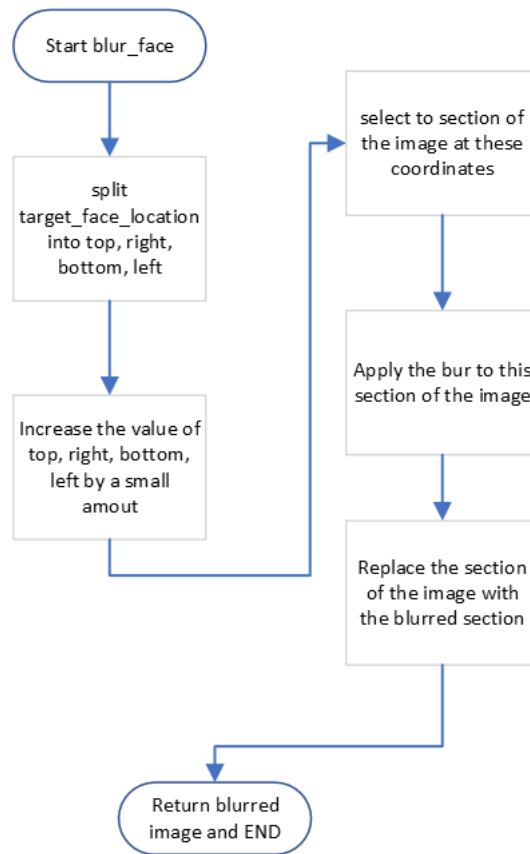 Start blur_face
split
target_face_location
into top, right,
bottom, left
Increase the value of
top, right, bottom,
left by a small
amout
select to section of
the image at these
coordinates
Apply the bur to this
section of the image
Replace the section
of the image with
the blurred section
Return blurred
image and END